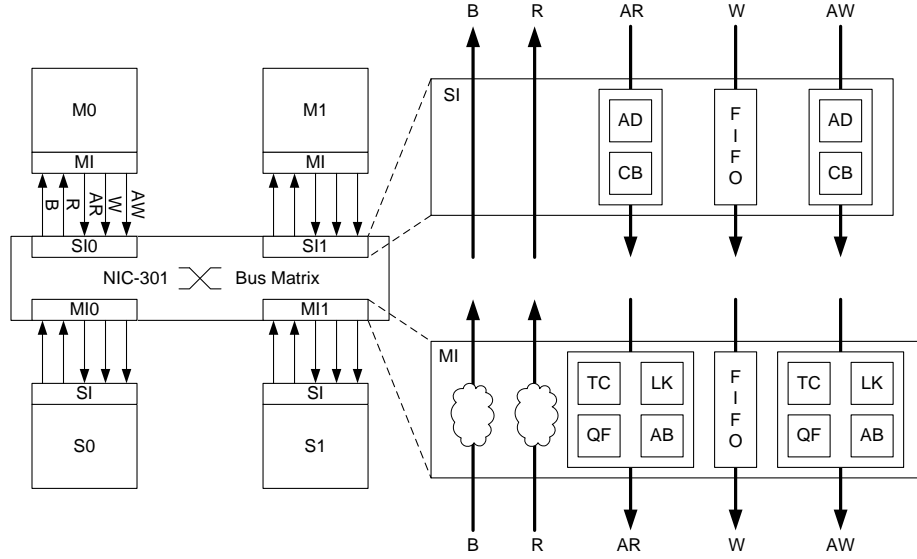 B R AR W AW
M0 M1 SI
MI MI
AD AD
F
I
F
O
CB CB
B R AR W AW
SI0 SI1
NIC-301 Bus Matrix
MI0 MI1
MI
TC LK TC LK
F
I
F
O
QF AB QF AB
SI SI
S0 S1
B R AR W AW